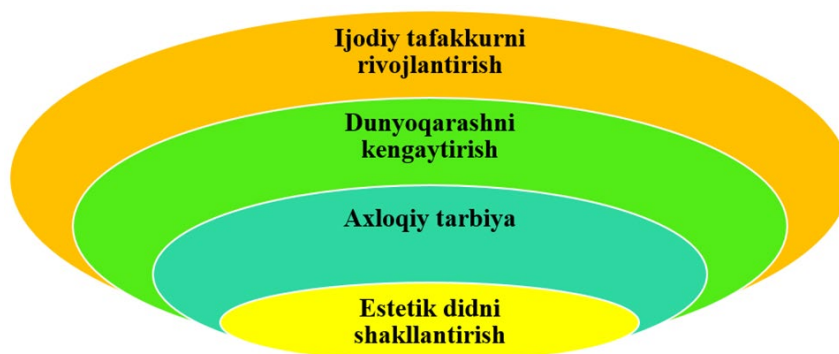 Ijodiy tafakkurni
rivojlantirish
Dunyoqarashni
kengaytirish
Axloqiy tarbiya
Estetik didni
shakllantirish